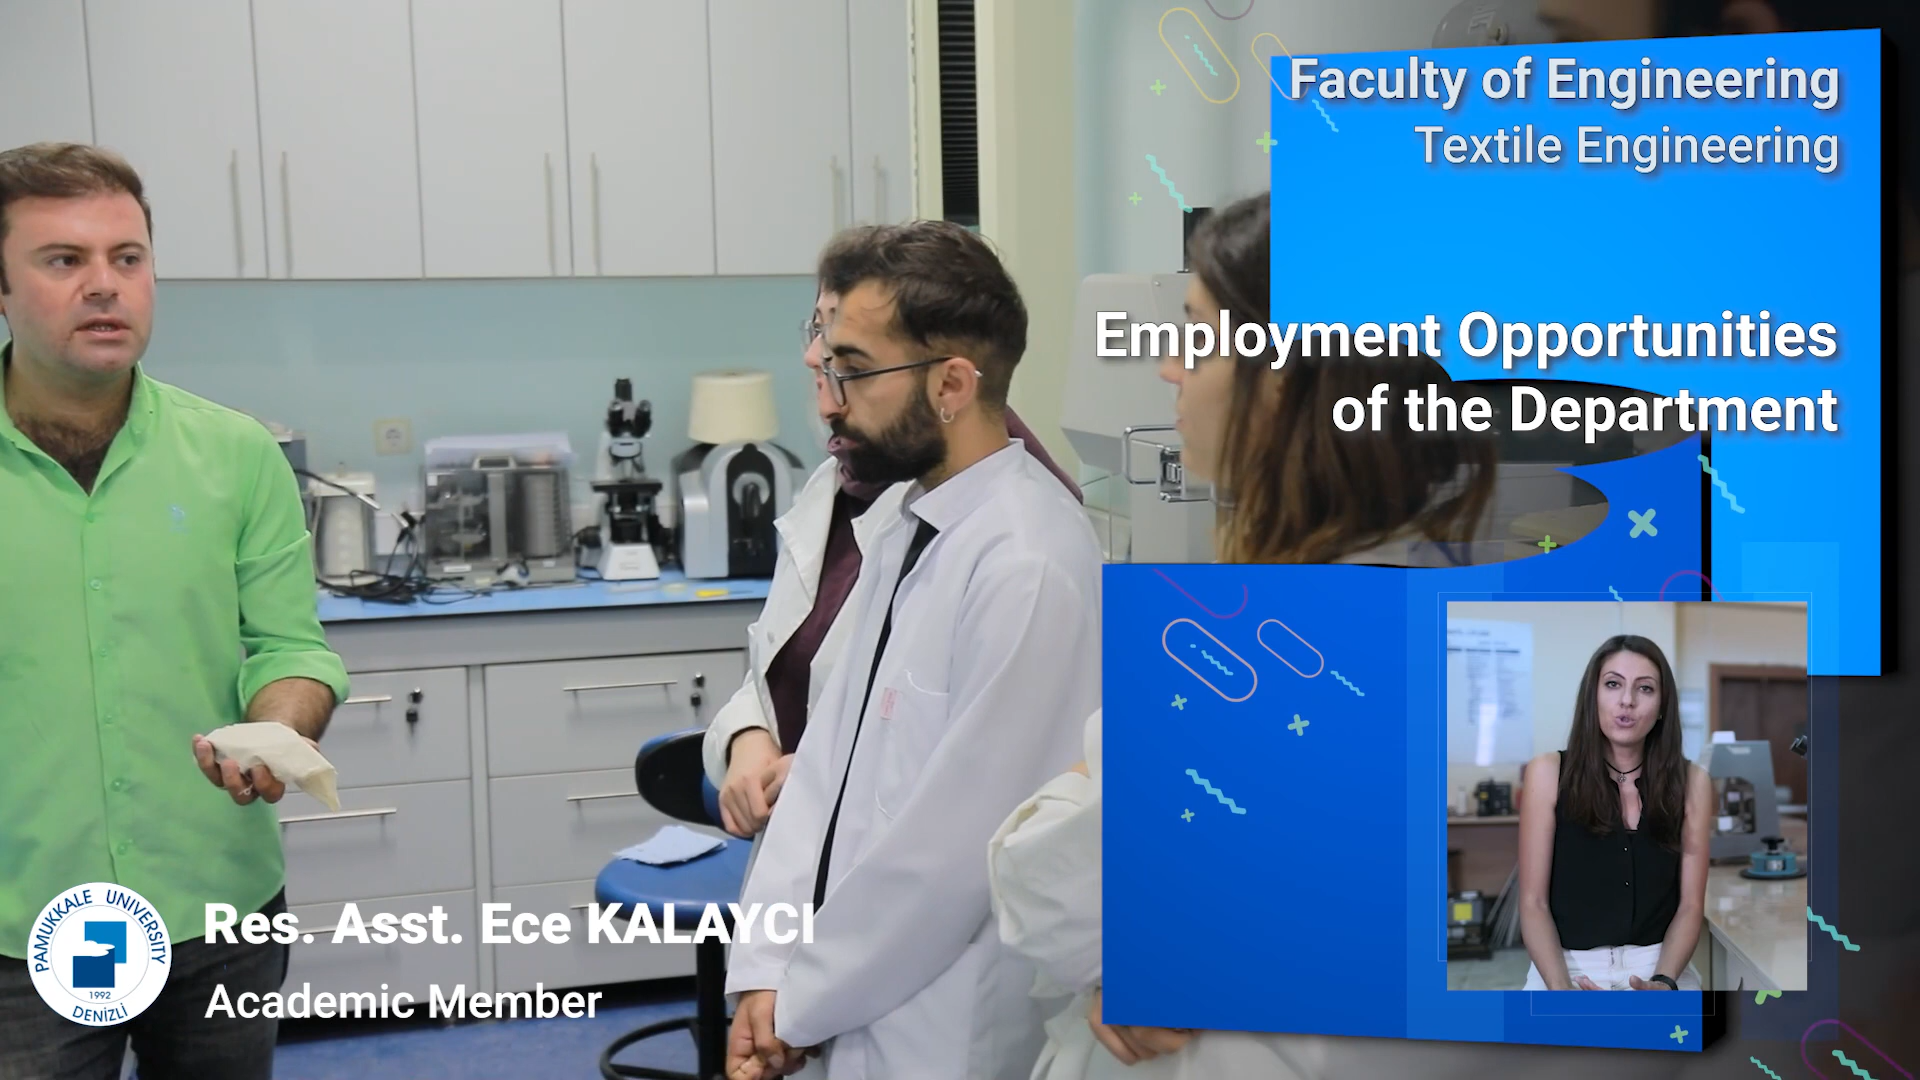 Faculty of Engineering
Textile Engineering
Employment Opportunities
of the Department
Res. Asst. Ece KALAYCI
Academic Member
PAMUKKALE UNIVERSITY
1992
DENİZLİ